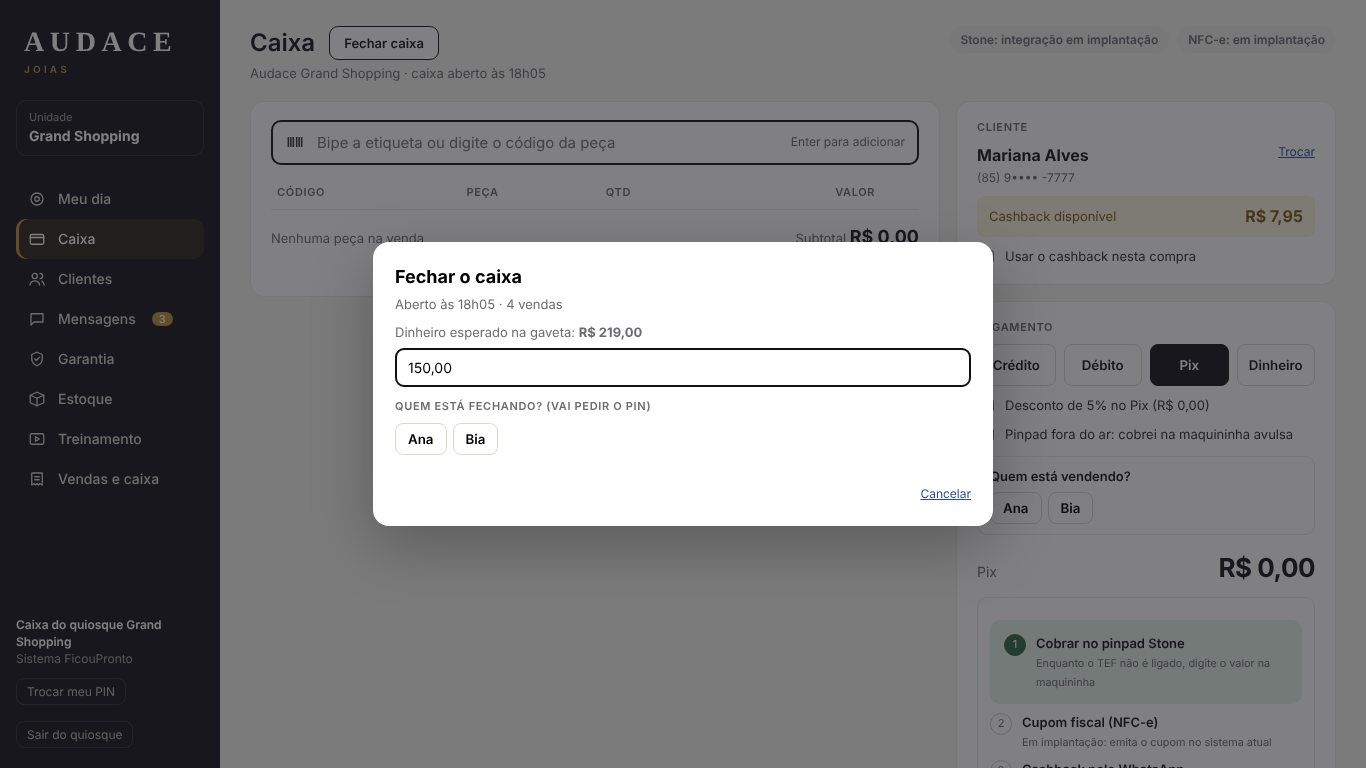 AUDACE
JOIAS
Unidade
Grand Shopping
Meu dia
Caixa
Clientes
Mensagens 3
Garantia
Estoque
Treinamento
Vendas e caixa
Caixa do quiosque Grand
Shopping
Sistema FicouPronto
Trocar meu PIN
Sair do quiosque
Caixa Fechar caixa
Audace Grand Shopping · caixa aberto às 18h05
Stone: integração em implantação NFC-e: em implantação
Bipe a etiqueta ou digite o código da peça Enter para adicionar
CÓDIGO PEÇA QTD VALOR
Nenhuma peça na venda Subtotal R$ 0,00
Fechar o caixa
Aberto às 18h05 · 4 vendas
Dinheiro esperado na gaveta: R$ 219,00
150,00
QUEM ESTÁ FECHANDO? (VAI PEDIR O PIN)
Ana Bia
Cancelar
CLIENTE
Mariana Alves Trocar
(85) 9•••• -7777
Cashback disponível R$ 7,95
Usar o cashback nesta compra
GAMENTO
Crédito Débito Pix Dinheiro
Desconto de 5% no Pix (R$ 0,00)
Pinpad fora do ar: cobrei na maquininha avulsa
Quem está vendendo?
Ana Bia
Pix R$ 0,00
1 Cobrar no pinpad Stone
Enquanto o TEF não é ligado, digite o valor na
maquininha
2 Cupom fiscal (NFC-e)
Em implantação: emita o cupom no sistema atual
Cashback pelo WhatsApp